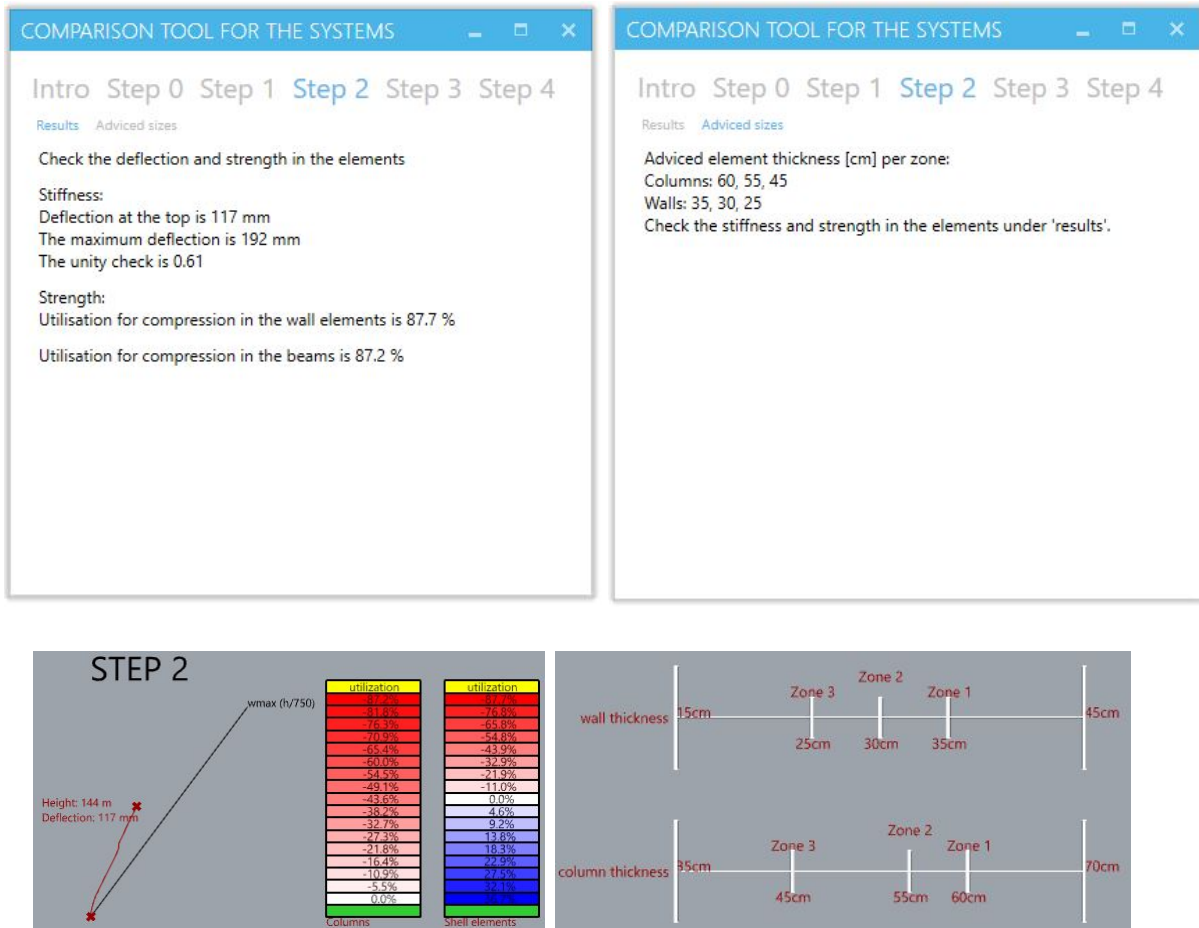 COMPARISON TOOL FOR THE SYSTEMS
Intro Step 0 Step 1 Step 2 Step 3 Step 4
Results Adviced sizes
Check the deflection and strength in the elements
Stiffness:
Deflection at the top is 117 mm
The maximum deflection is 192 mm
The unity check is 0.61
Strength:
Utilisation for compression in the wall elements is 87.7 %
Utilisation for compression in the beams is 87.2 %
COMPARISON TOOL FOR THE SYSTEMS
Intro Step 0 Step 1 Step 2 Step 3 Step 4
Results Adviced sizes
Adviced element thickness [cm] per zone:
Columns: 60, 55, 45
Walls: 35, 30, 25
Check the stiffness and strength in the elements under 'results'.
STEP 2
wmax (h/750)
Height: 144 m
Deflection: 117 mm
utilization
-87.2%
-81.8%
-76.3%
-70.9%
-65.4%
-60.0%
-54.5%
-49.1%
-43.6%
-38.2%
-32.7%
-27.3%
-21.8%
-16.4%
-10.9%
-5.5%
0.0%
Columns
utilization
-87.7%
-76.8%
-65.8%
-54.8%
-43.9%
-32.9%
-21.9%
-11.0%
0.0%
4.6%
9.2%
13.8%
18.3%
22.9%
27.5%
32.1%
Shell elements
wall thickness
15cm
Zone 3
Zone 2
Zone 1
45cm
25cm
30cm
35cm
column thickness
35cm
Zone 3
Zone 2
Zone 1
70cm
45cm
55cm
60cm